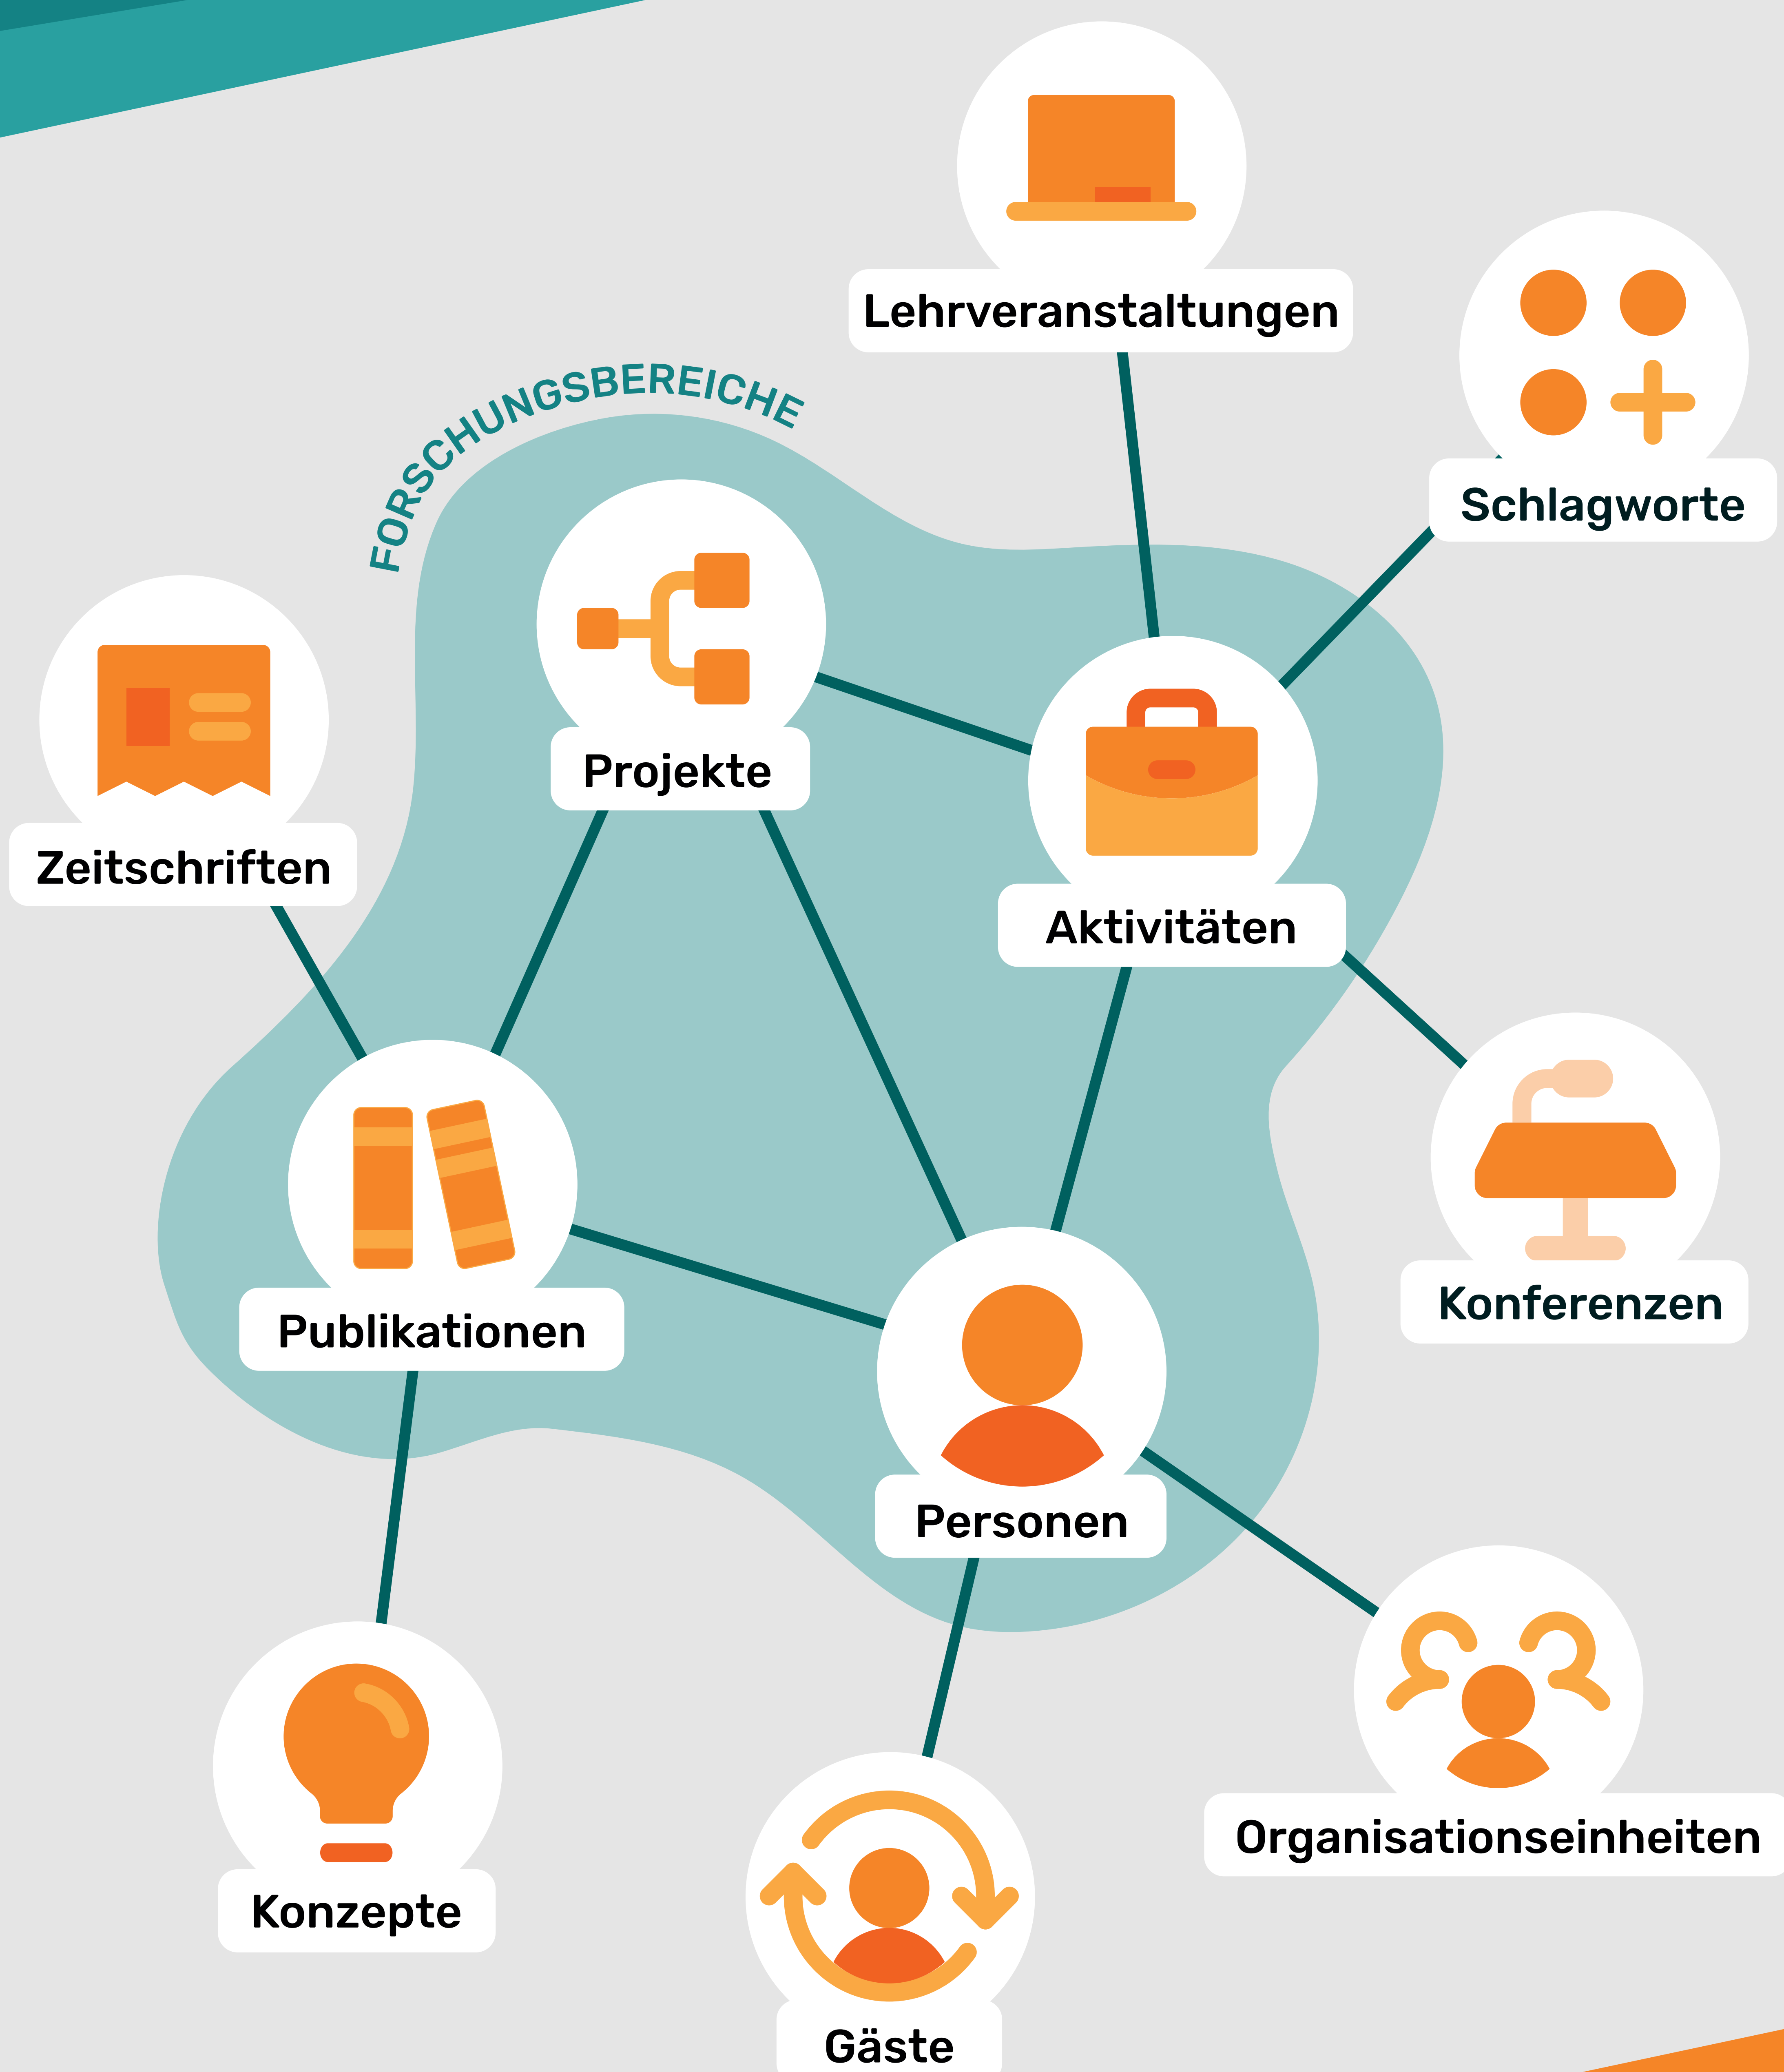 Lehrveranstaltungen
Schlagworte
FORSCHUNGSBEREICHE
Projekte
Zeitschriften
Aktivitäten
Konferenzen
Publikationen
Personen
Organisationseinheiten
Konzepte
Gäste